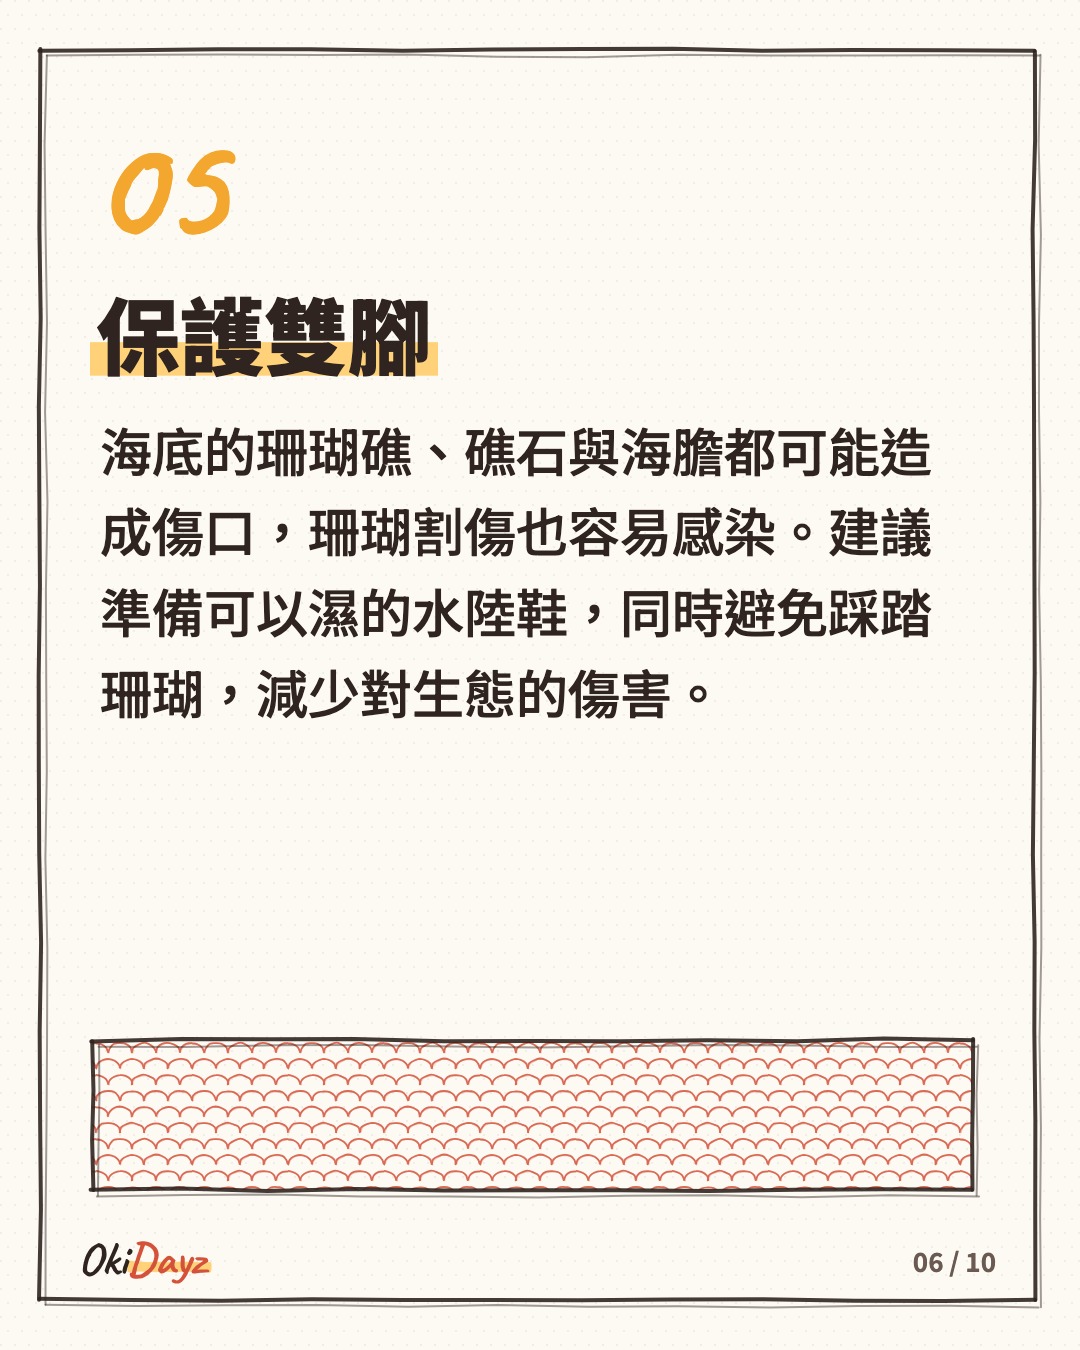 05
保護雙腳
海底的珊瑚礁、礁石與海膽都可能造
成傷口，珊瑚割傷也容易感染。建議
準備可以濕的水陸鞋，同時避免踩踏
珊瑚，減少對生態的傷害。
OkiDayz
06 / 10